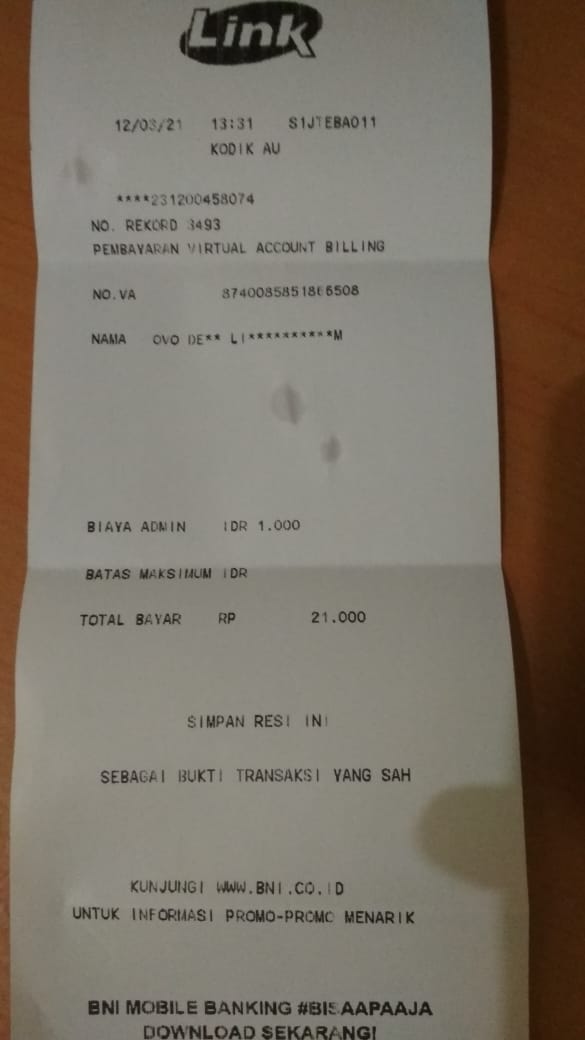 Link
12/03/21 13:31 S1JTEBA011
KODIK AU
****231200458074
NO. REKORD 3493
PEMBAYARAN VIRTUAL ACCOUNT BILLING
NO.VA 8740085851866508
NAMA OVO DE** LI**********M
BIAYA ADMIN IDR 1.000
BATAS MAKSIMUM IDR
TOTAL BAYAR RP 21.000
SIMPAN RESI INI
SEBAGAI BUKTI TRANSAKSI YANG SAH
KUNJUNGI WWW.BNI.CO.ID
UNTUK INFORMASI PROMO-PROMO MENARIK
BNI MOBILE BANKING #BISAAPAAJA
DOWNLOAD SEKARANG!